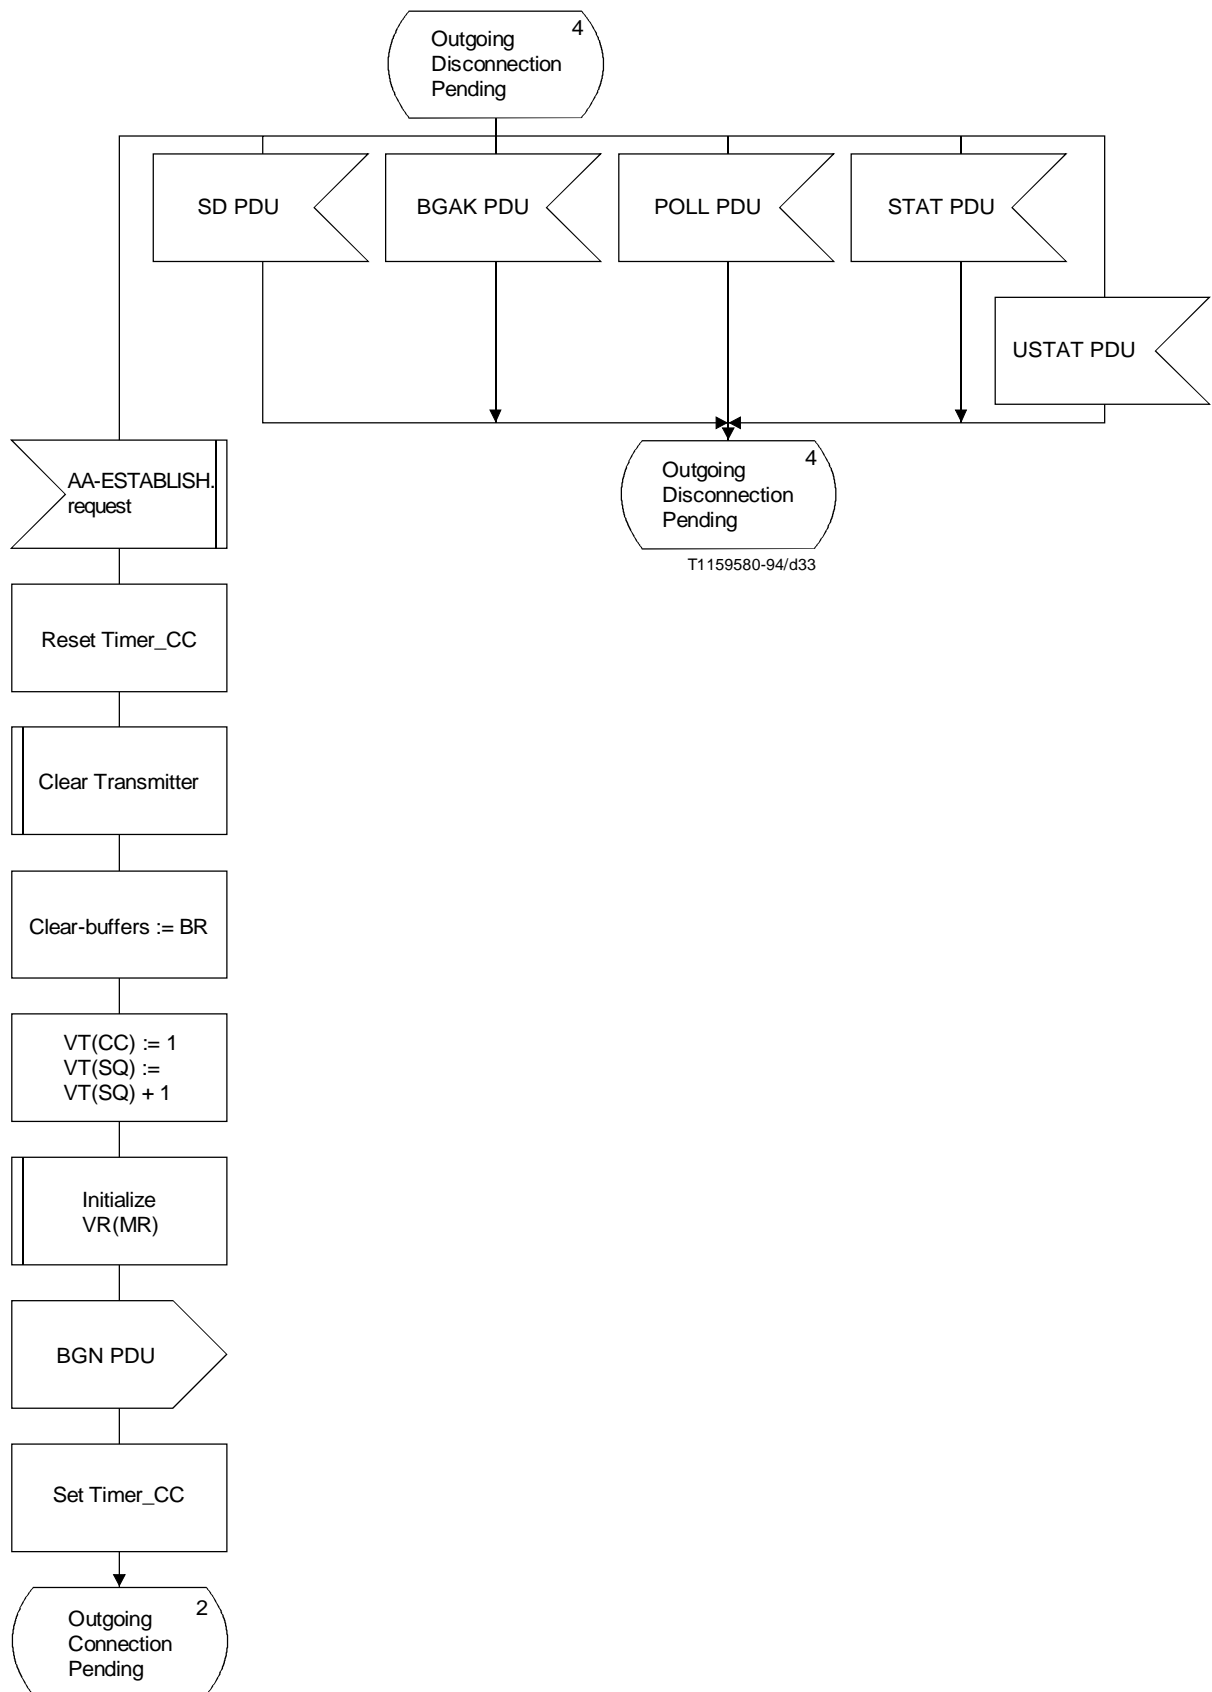 4
Outgoing
Disconnection
Pending
SD PDU
BGAK PDU
POLL PDU
STAT PDU
USTAT PDU
AA-ESTABLISH.
request
4
Outgoing
Disconnection
Pending
T1159580-94/d33
Reset Timer_CC
Clear Transmitter
Clear-buffers := BR
VT(CC) := 1
VT(SQ) :=
VT(SQ) + 1
Initialize
VR(MR)
BGN PDU
Set Timer_CC
2
Outgoing
Connection
Pending